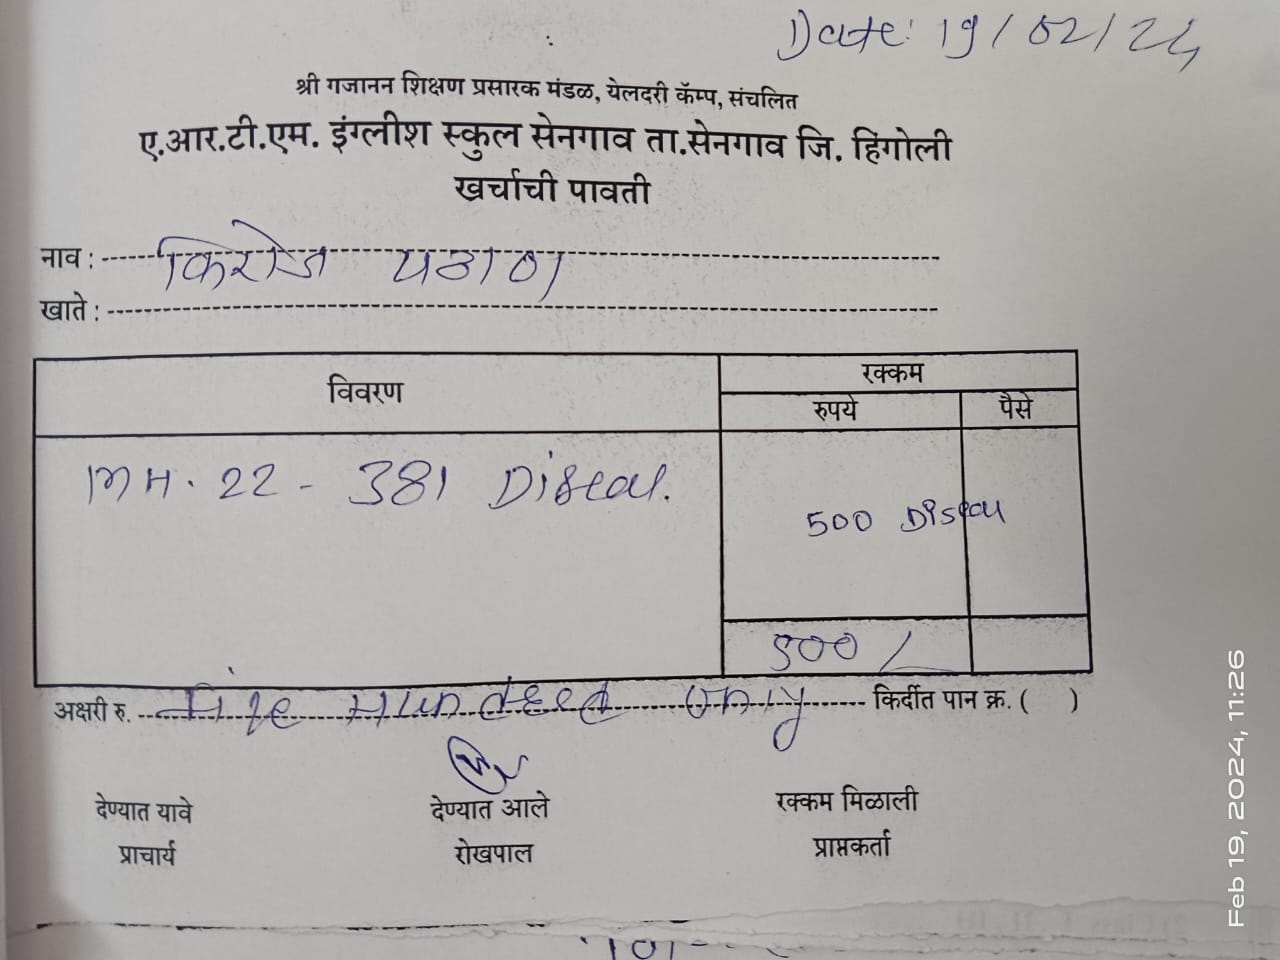 Date: 19/02/24
श्री गजानन शिक्षण प्रसारक मंडळ, येलदरी कॅम्प, संचलित
ए.आर.टी.एम. इंग्लीश स्कुल सेनगाव ता.सेनगाव जि. हिंगोली
खर्चाची पावती
नाव : फिरोज पठाण
खाते :
विवरण रक्कम
रुपये पैसे
MH. 22 - 381 Diseal.
500 Diseal
500/
अक्षरी रु. five Hundred only किर्दीत पान क्र. ( )
देण्यात यावे देण्यात आले रक्कम मिळाली
प्राचार्य रोखपाल प्राप्तकर्ता
Feb 19, 2024, 11:26